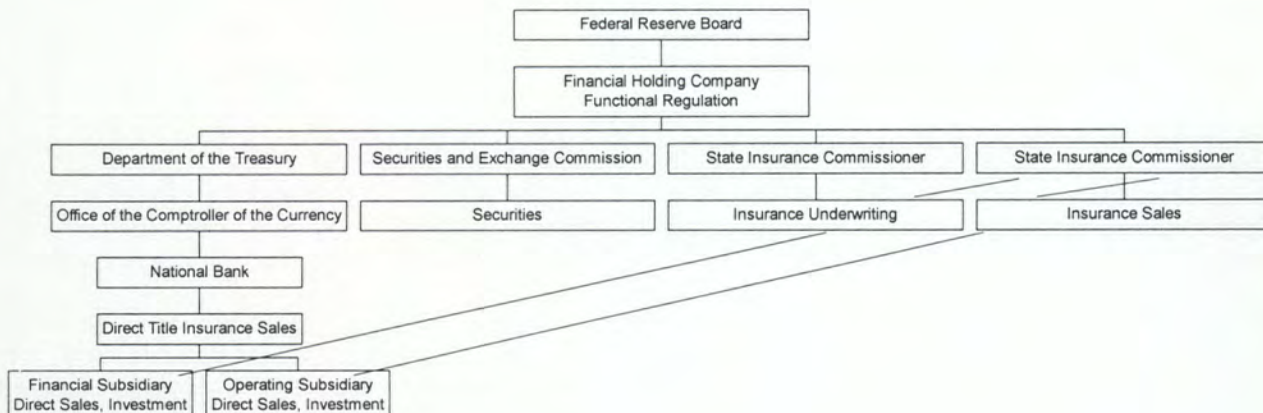 Federal Reserve Board
Financial Holding Company
Functional Regulation
Department of the Treasury
Securities and Exchange Commission
State Insurance Commissioner
State Insurance Commissioner
Office of the Comptroller of the Currency
Securities
Insurance Underwriting
Insurance Sales
National Bank
Direct Title Insurance Sales
Financial Subsidiary
Direct Sales, Investment
Operating Subsidiary
Direct Sales, Investment